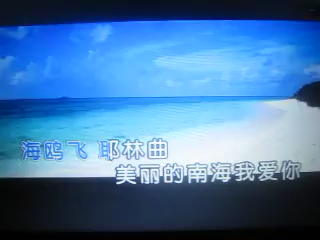 海鸥飞 耶林曲
美丽的南海我爱你